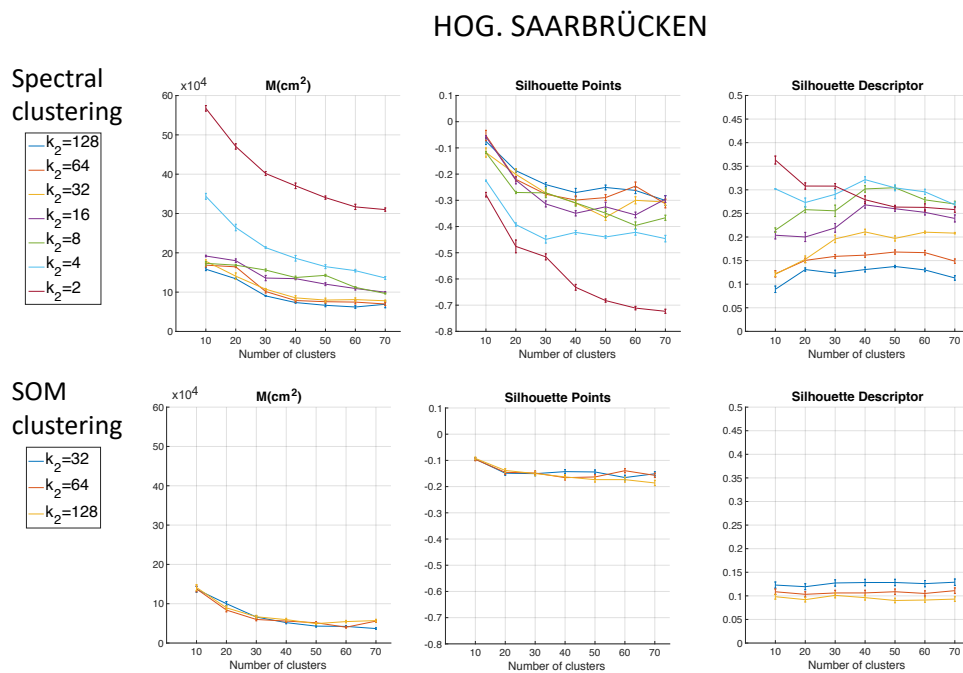 HOG. SAARBRÜCKEN
Spectral
clustering
k2=128
k2=64
k2=32
k2=16
k2=8
k2=4
k2=2
x10^4
M(cm^2)
60
50
40
30
20
10
0
10 20 30 40 50 60 70
Number of clusters
Silhouette Points
0.1
0
-0.1
-0.2
-0.3
-0.4
-0.5
-0.6
-0.7
-0.8
10 20 30 40 50 60 70
Number of clusters
Silhouette Descriptor
0.5
0.45
0.4
0.35
0.3
0.25
0.2
0.15
0.1
0.05
0
10 20 30 40 50 60 70
Number of clusters
SOM
clustering
k2=32
k2=64
k2=128
x10^4
M(cm^2)
60
50
40
30
20
10
0
10 20 30 40 50 60 70
Number of clusters
Silhouette Points
0.1
0
-0.1
-0.2
-0.3
-0.4
-0.5
-0.6
-0.7
-0.8
10 20 30 40 50 60 70
Number of clusters
Silhouette Descriptor
0.5
0.45
0.4
0.35
0.3
0.25
0.2
0.15
0.1
0.05
0
10 20 30 40 50 60 70
Number of clusters